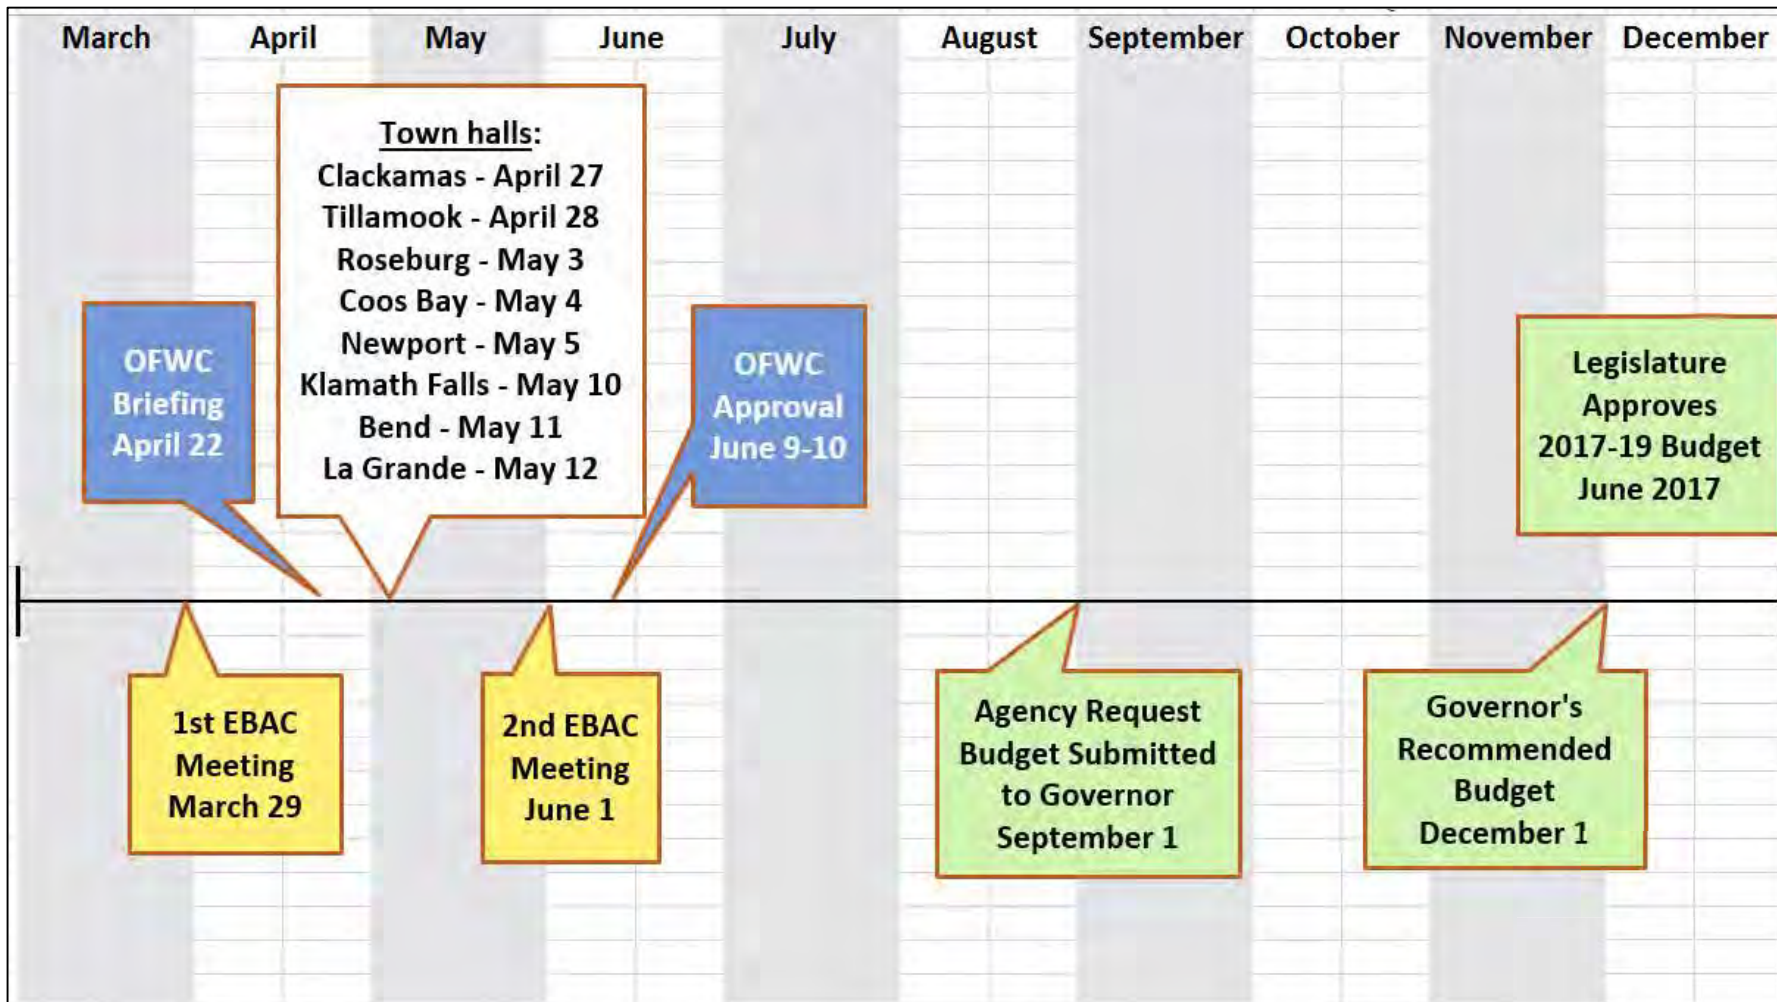 March April May June July August September October November December
Town halls:
Clackamas - April 27
Tillamook - April 28
Roseburg - May 3
Coos Bay - May 4
Newport - May 5
Klamath Falls - May 10
Bend - May 11
La Grande - May 12
OFWC
Briefing
April 22
OFWC
Approval
June 9-10
Legislature
Approves
2017-19 Budget
June 2017
1st EBAC
Meeting
March 29
2nd EBAC
Meeting
June 1
Agency Request
Budget Submitted
to Governor
September 1
Governor's
Recommended
Budget
December 1